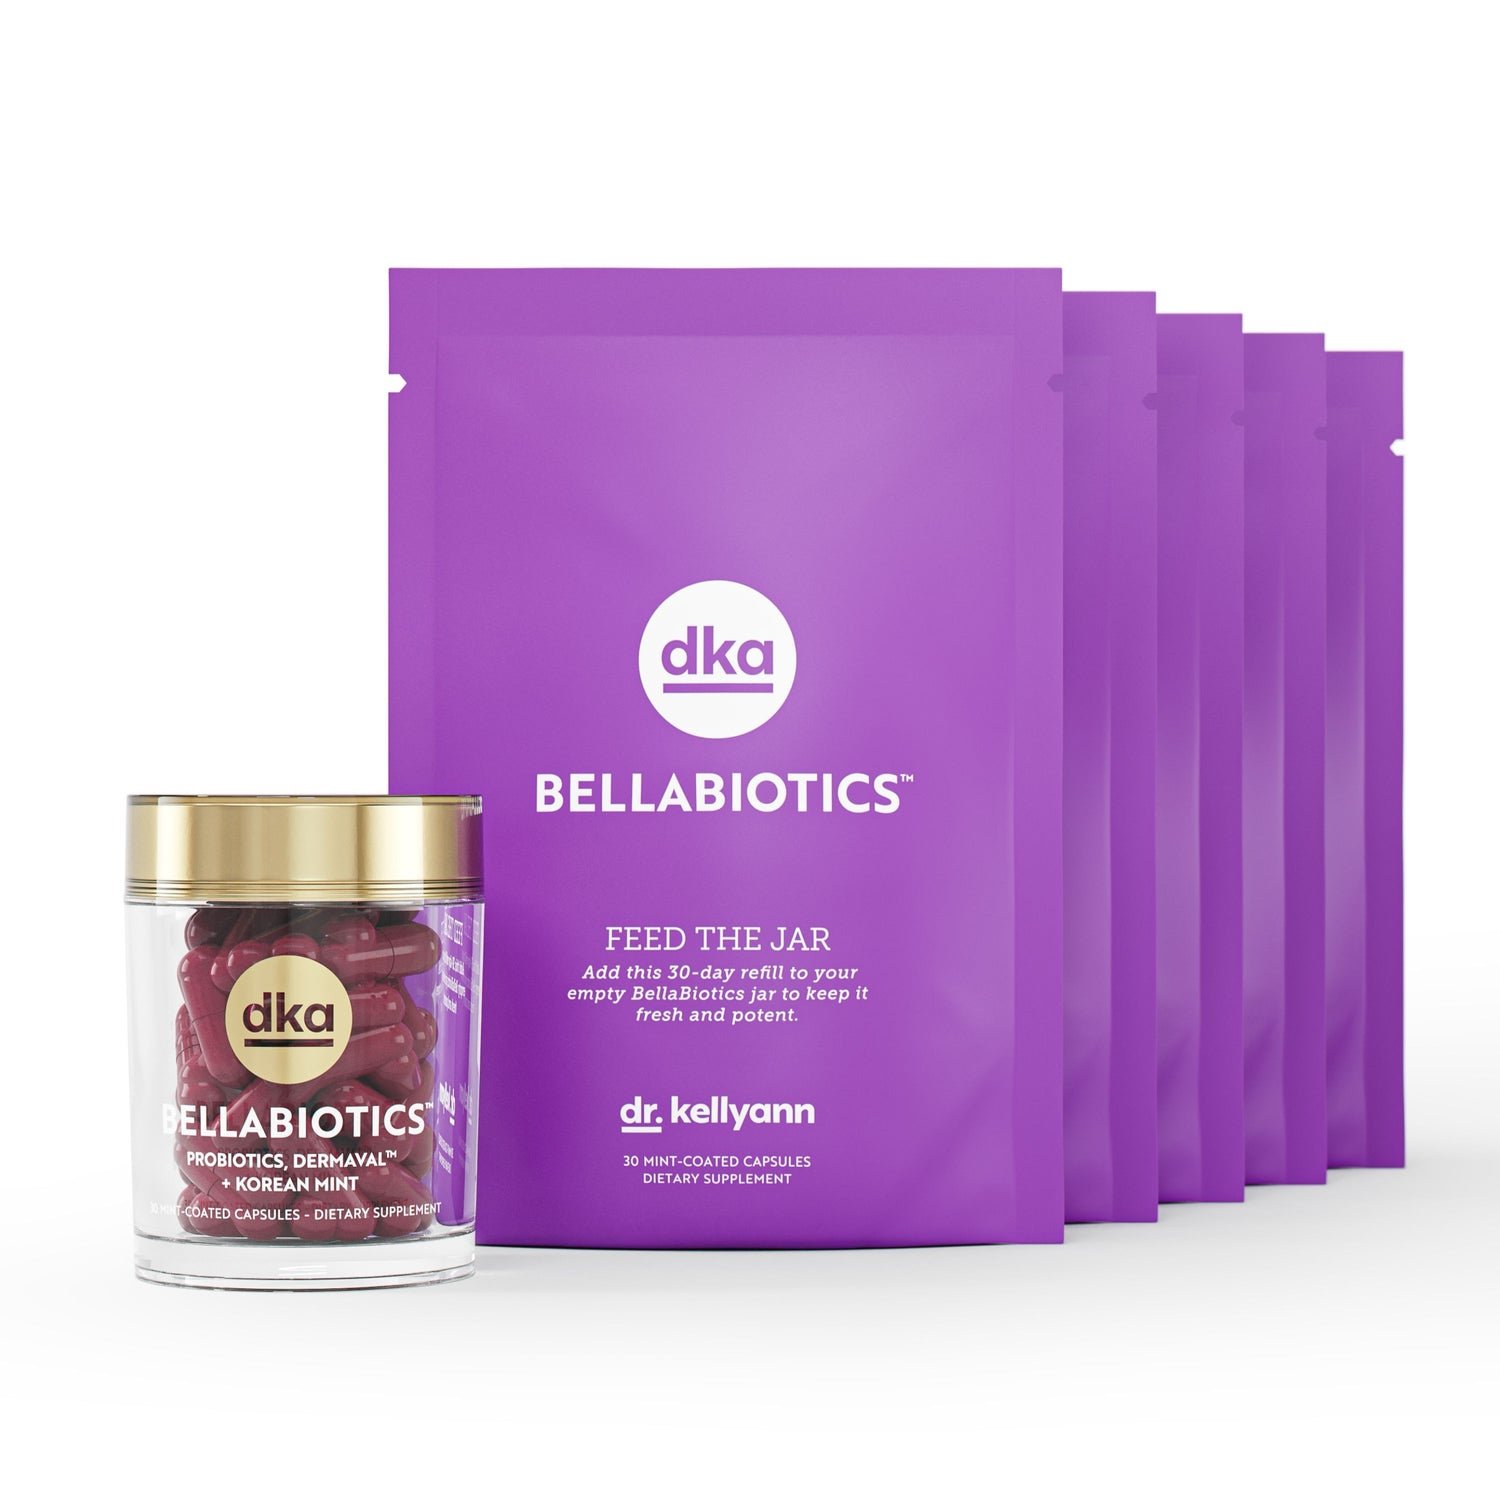 dka
BELLABIOTICS™
FEED THE JAR
Add this 30-day refill to your
empty BellaBiotics jar to keep it
fresh and potent.
dr. kellyann
30 MINT-COATED CAPSULES
DIETARY SUPPLEMENT
dka
BELLABIOTICS™
PROBIOTICS, DERMAVAL™
+ KOREAN MINT
30 MINT-COATED CAPSULES - DIETARY SUPPLEMENT